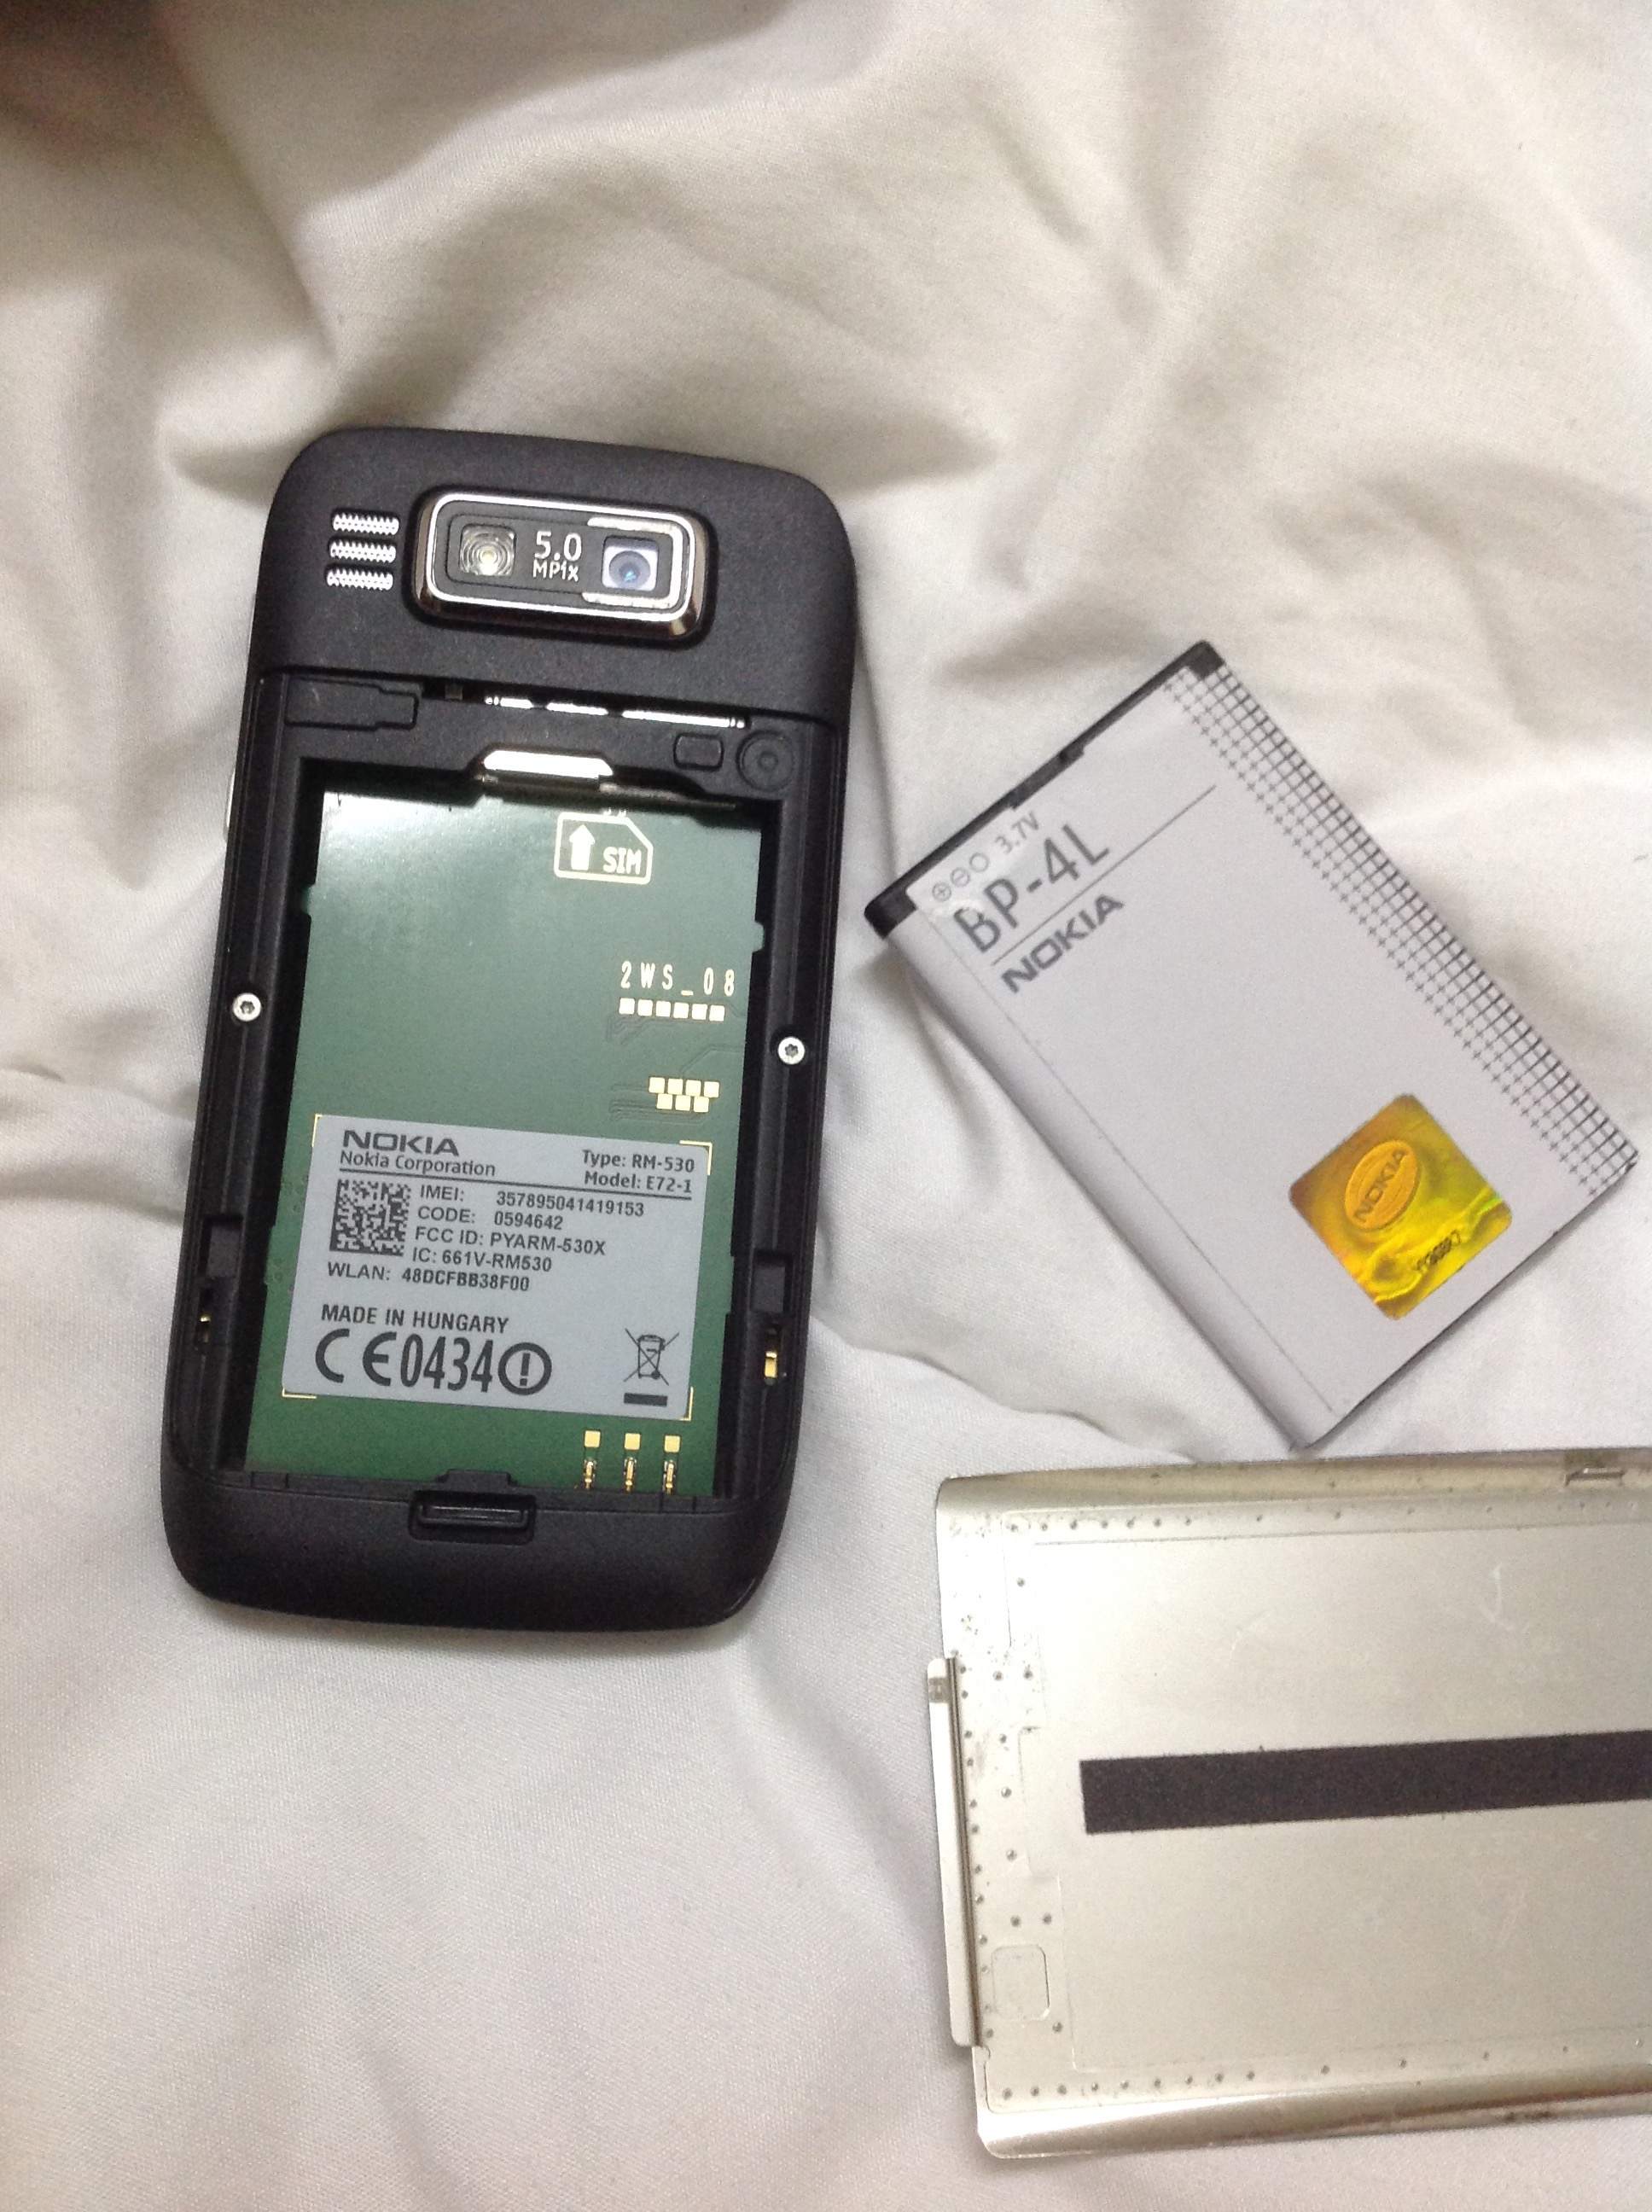 5.0
MPix
SIM
2WS_08
NOKIA
Nokia Corporation
Type: RM-530
Model: E72-1
IMEI: 357895041419153
CODE: 0594642
FCC ID: PYARM-530X
IC: 661V-RM530
WLAN: 48DCFBB38F00
MADE IN HUNGARY
CE0434
3.7V
BP-4L
NOKIA
NOKIA